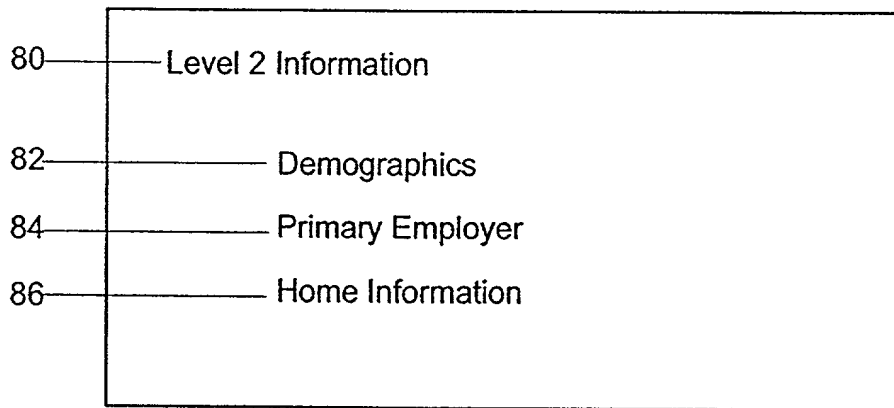 80 Level 2 Information
82 Demographics
84 Primary Employer
86 Home Information